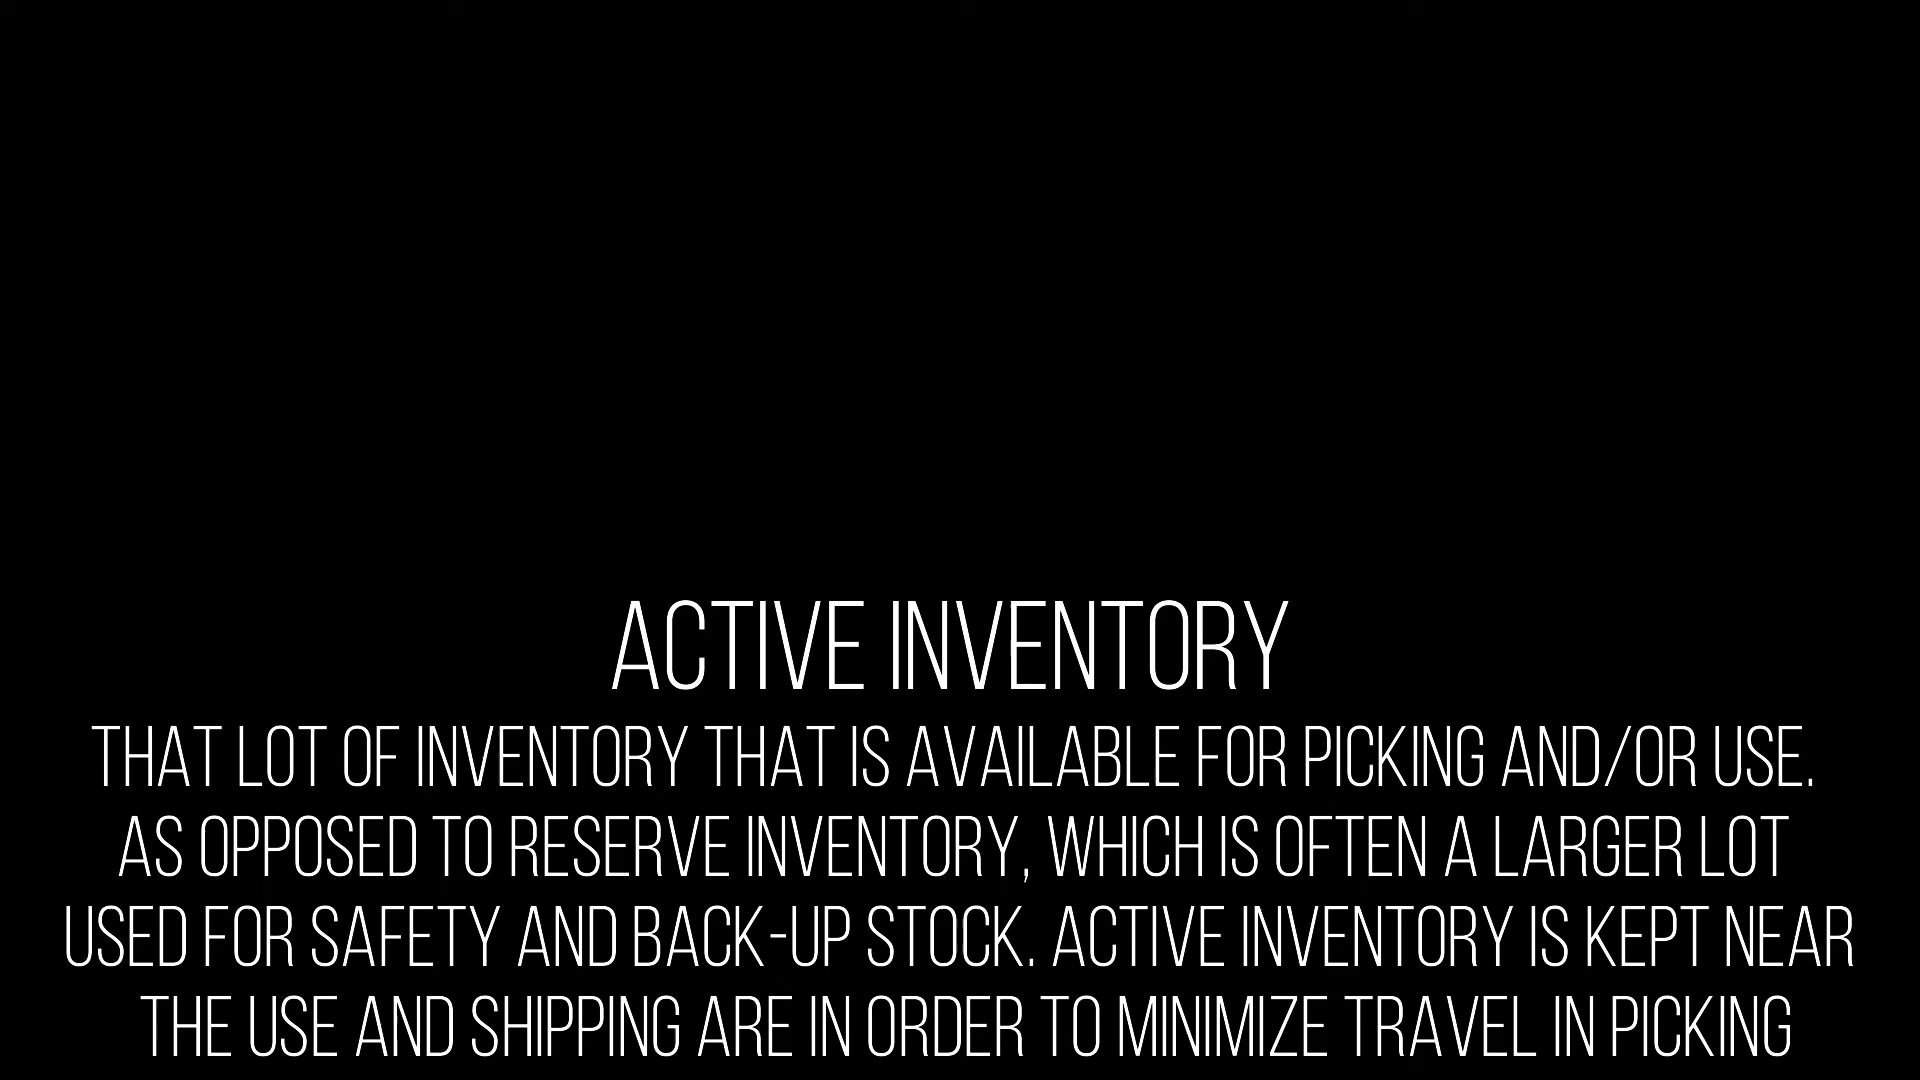 ACTIVE INVENTORY
THAT LOT OF INVENTORY THAT IS AVAILABLE FOR PICKING AND/OR USE.
AS OPPOSED TO RESERVE INVENTORY, WHICH IS OFTEN A LARGER LOT
USED FOR SAFETY AND BACK-UP STOCK. ACTIVE INVENTORY IS KEPT NEAR
THE USE AND SHIPPING ARE IN ORDER TO MINIMIZE TRAVEL IN PICKING